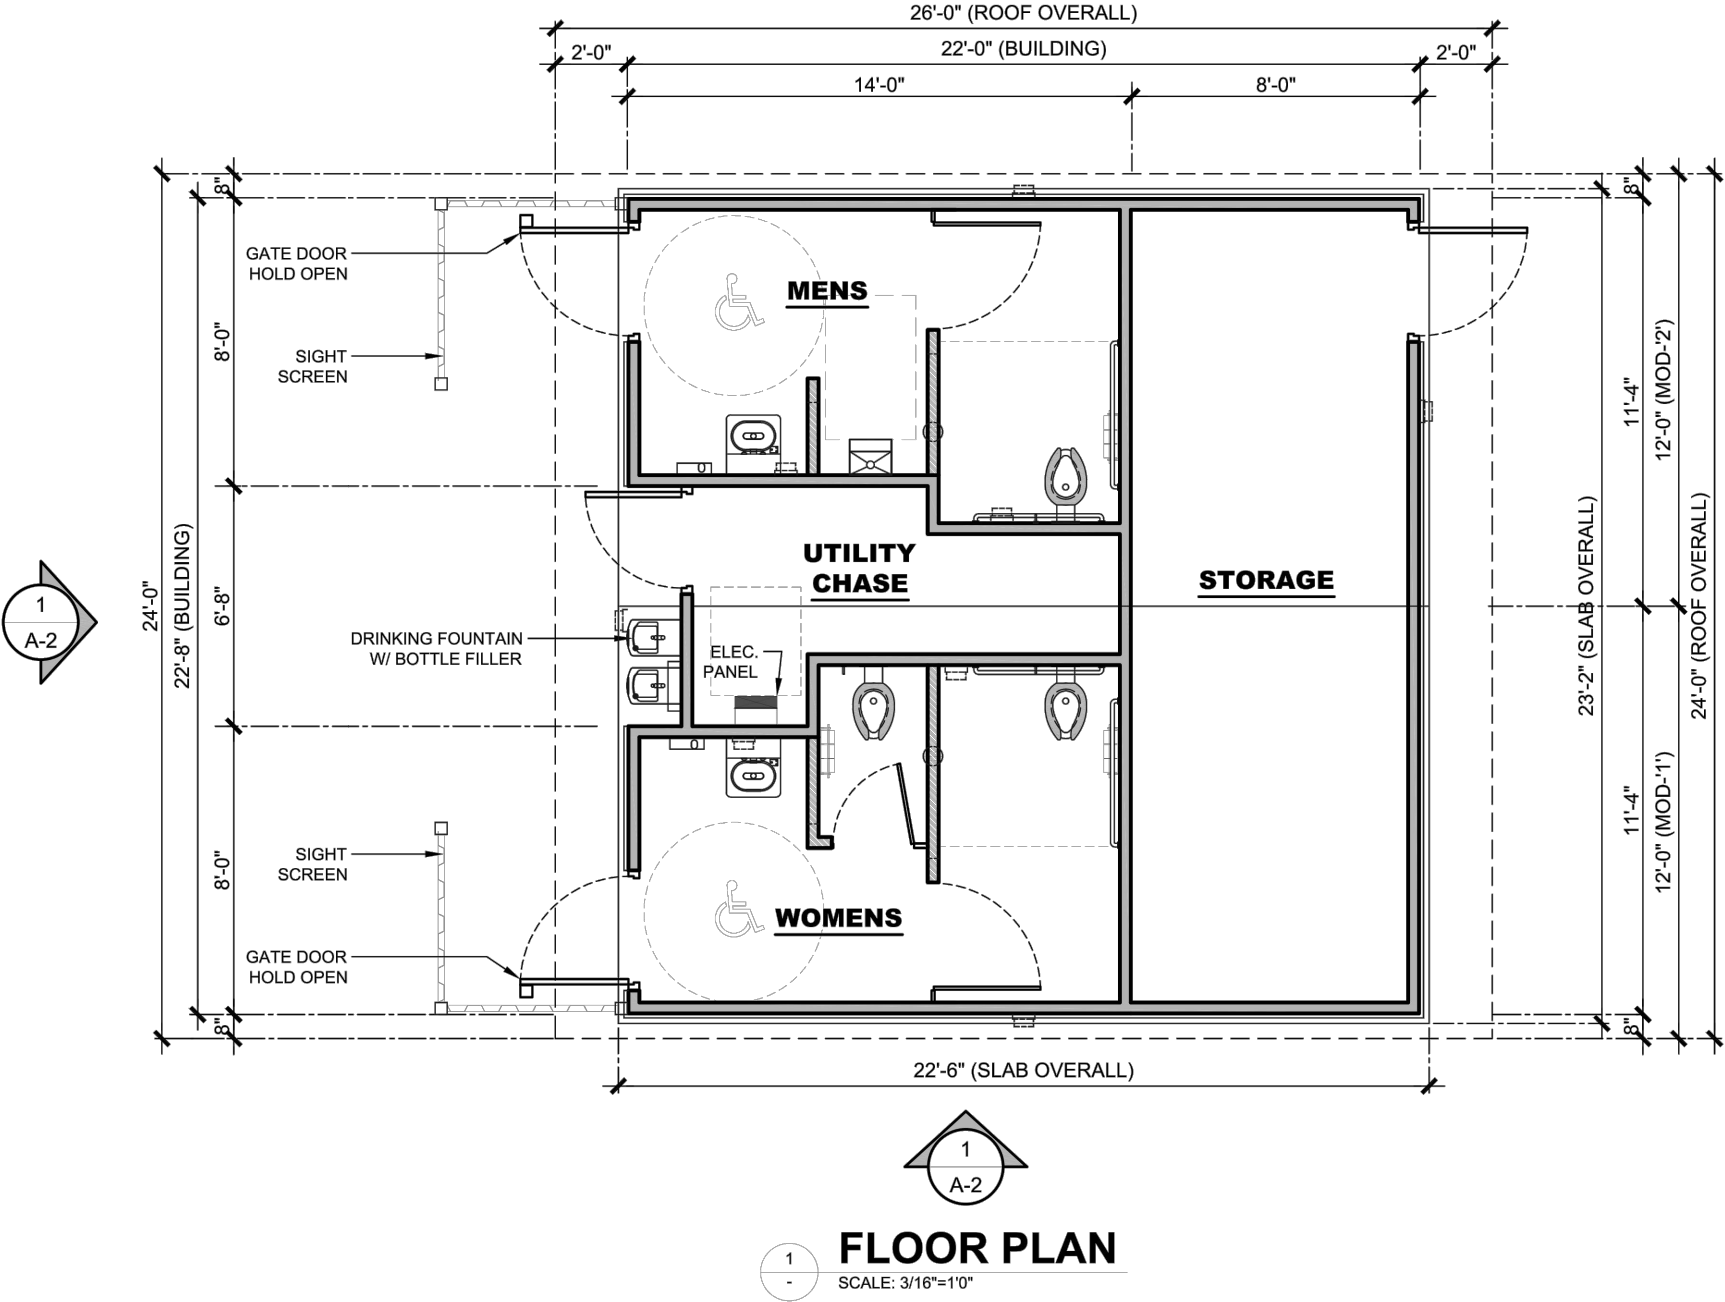 26'-0" (ROOF OVERALL)
2'-0"
22'-0" (BUILDING)
2'-0"
14'-0"
8'-0"
8"
8"
GATE DOOR
HOLD OPEN
MENS
8'-0"
SIGHT
SCREEN
11'-4"
12'-0" (MOD-'2')
24'-0"
22'-8" (BUILDING)
6'-8"
UTILITY
CHASE
STORAGE
23'-2" (SLAB OVERALL)
24'-0" (ROOF OVERALL)
1
A-2
DRINKING FOUNTAIN
W/ BOTTLE FILLER
ELEC.
PANEL
SIGHT
SCREEN
8'-0"
11'-4"
12'-0" (MOD-'1')
WOMENS
GATE DOOR
HOLD OPEN
8"
8"
22'-6" (SLAB OVERALL)
1
A-2
1
-
FLOOR PLAN
SCALE: 3/16"=1'0"